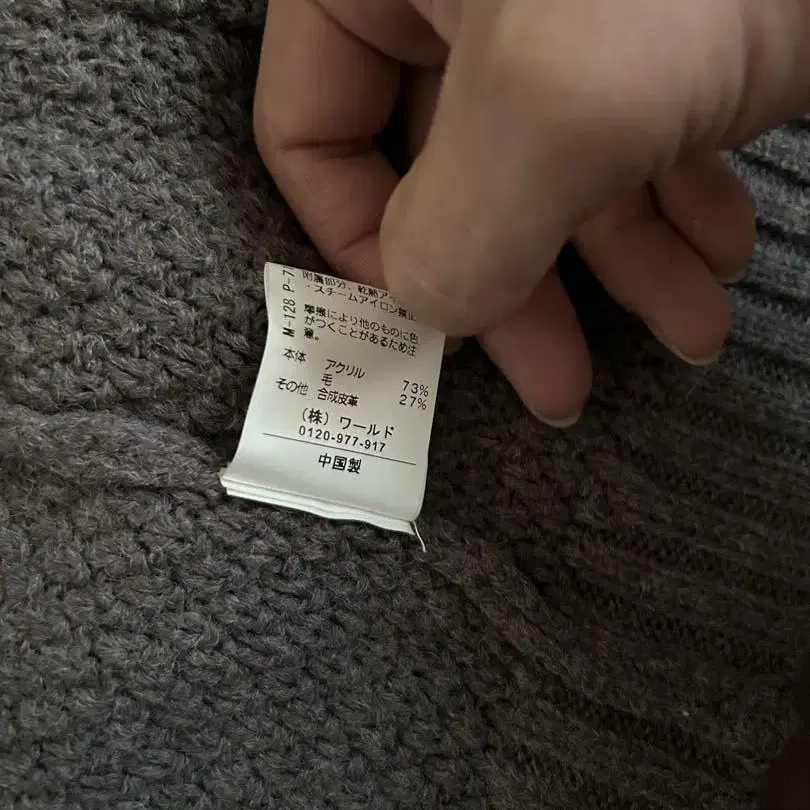 M-128 P-7
附属部分、乾熱アイ
・スチームアイロン禁止
摩擦により他のものに色
がつくことがあるため注
意。
本体 アクリル 73%
毛 27%
その他 合成皮革
(株) ワールド
0120-977-917
中国製